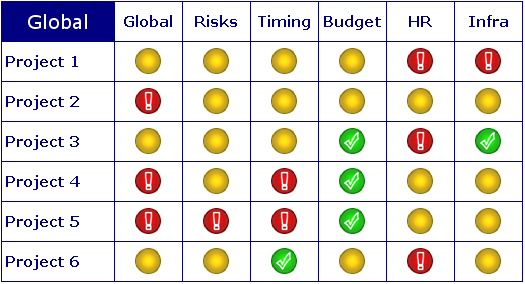 Global Global Risks Timing Budget HR Infra
Project 1
Project 2
Project 3
Project 4
Project 5
Project 6